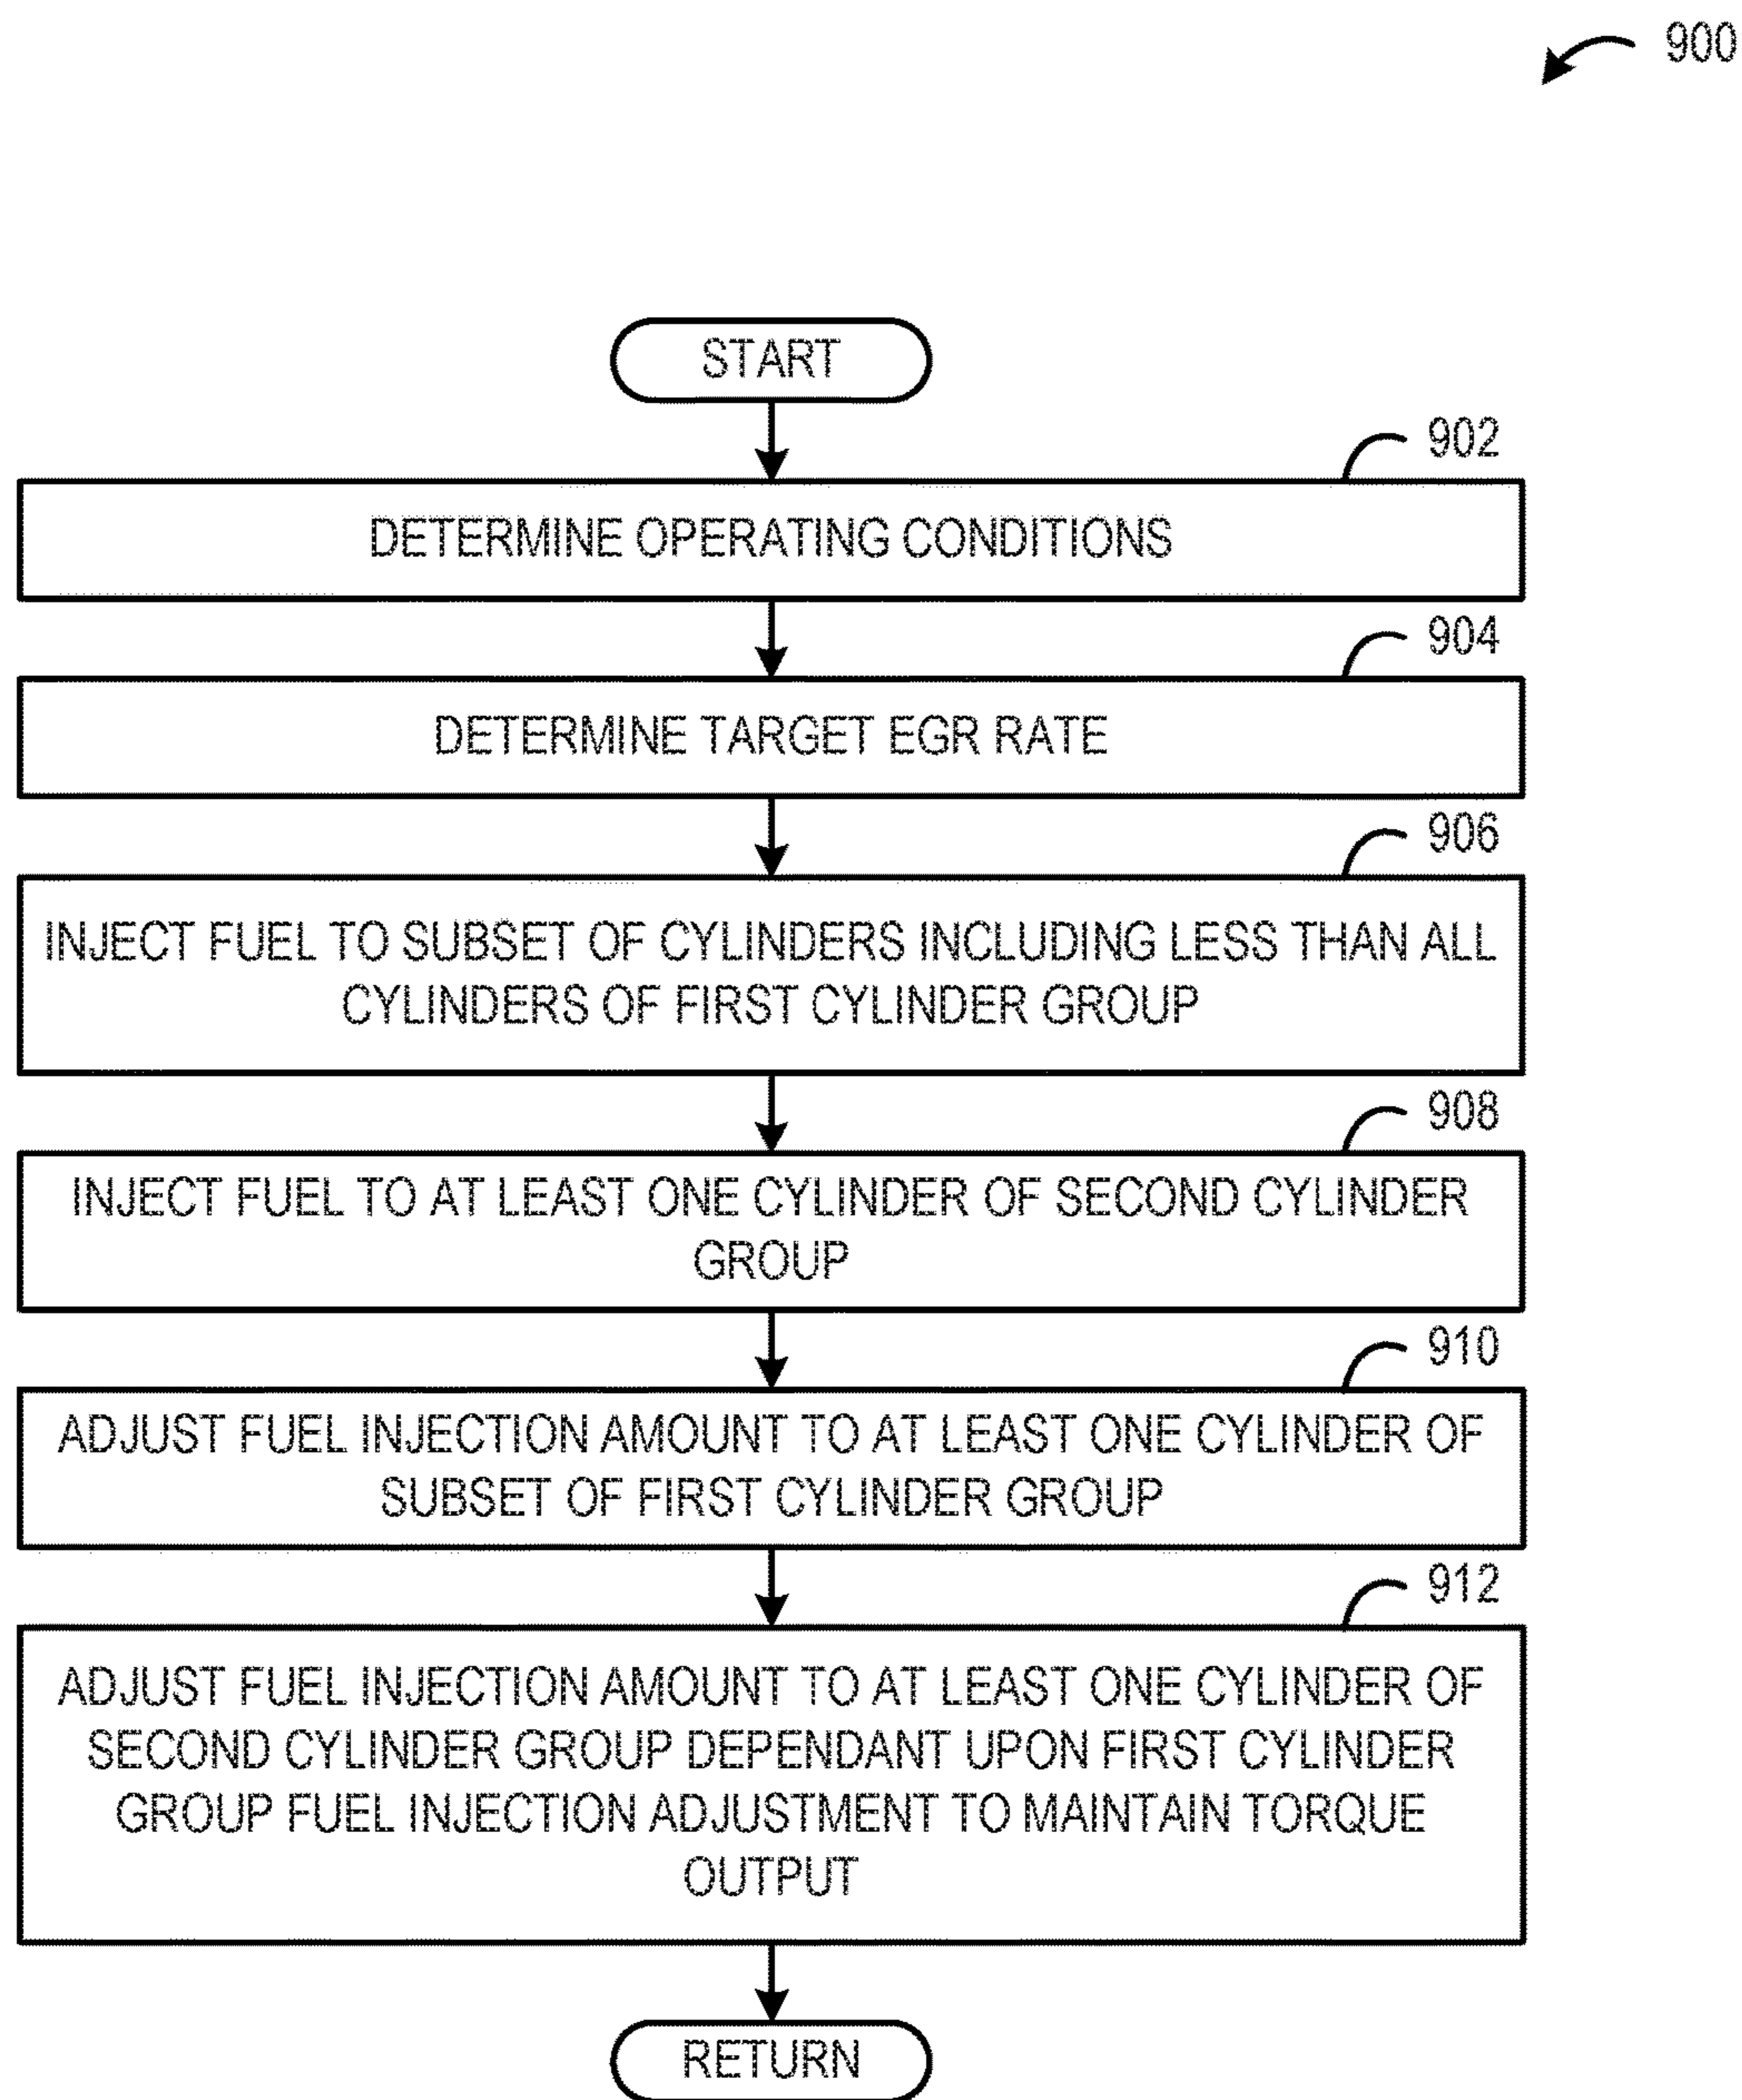 900
START
902
DETERMINE OPERATING CONDITIONS
904
DETERMINE TARGET EGR RATE
906
INJECT FUEL TO SUBSET OF CYLINDERS INCLUDING LESS THAN ALL
CYLINDERS OF FIRST CYLINDER GROUP
908
INJECT FUEL TO AT LEAST ONE CYLINDER OF SECOND CYLINDER
GROUP
910
ADJUST FUEL INJECTION AMOUNT TO AT LEAST ONE CYLINDER OF
SUBSET OF FIRST CYLINDER GROUP
912
ADJUST FUEL INJECTION AMOUNT TO AT LEAST ONE CYLINDER OF
SECOND CYLINDER GROUP DEPENDANT UPON FIRST CYLINDER
GROUP FUEL INJECTION ADJUSTMENT TO MAINTAIN TORQUE
OUTPUT
RETURN